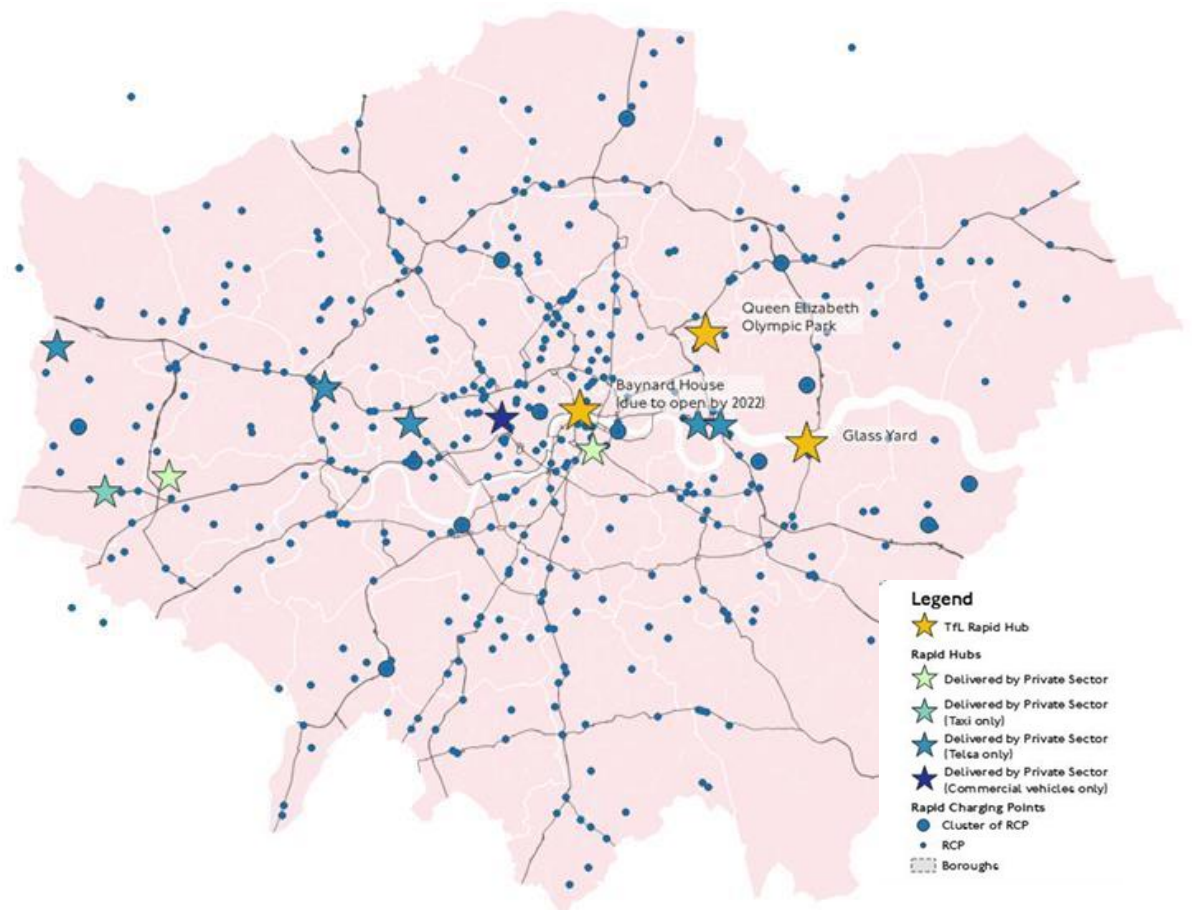 Queen Elizabeth
Olympic Park
Baynard House
(due to open by 2022)
Glass Yard
Legend
TfL Rapid Hub
Rapid Hubs
Delivered by Private Sector
Delivered by Private Sector
(Taxi only)
Delivered by Private Sector
(Telsa only)
Delivered by Private Sector
(Commercial vehicles only)
Rapid Charging Points
Cluster of RCP
RCP
Boroughs